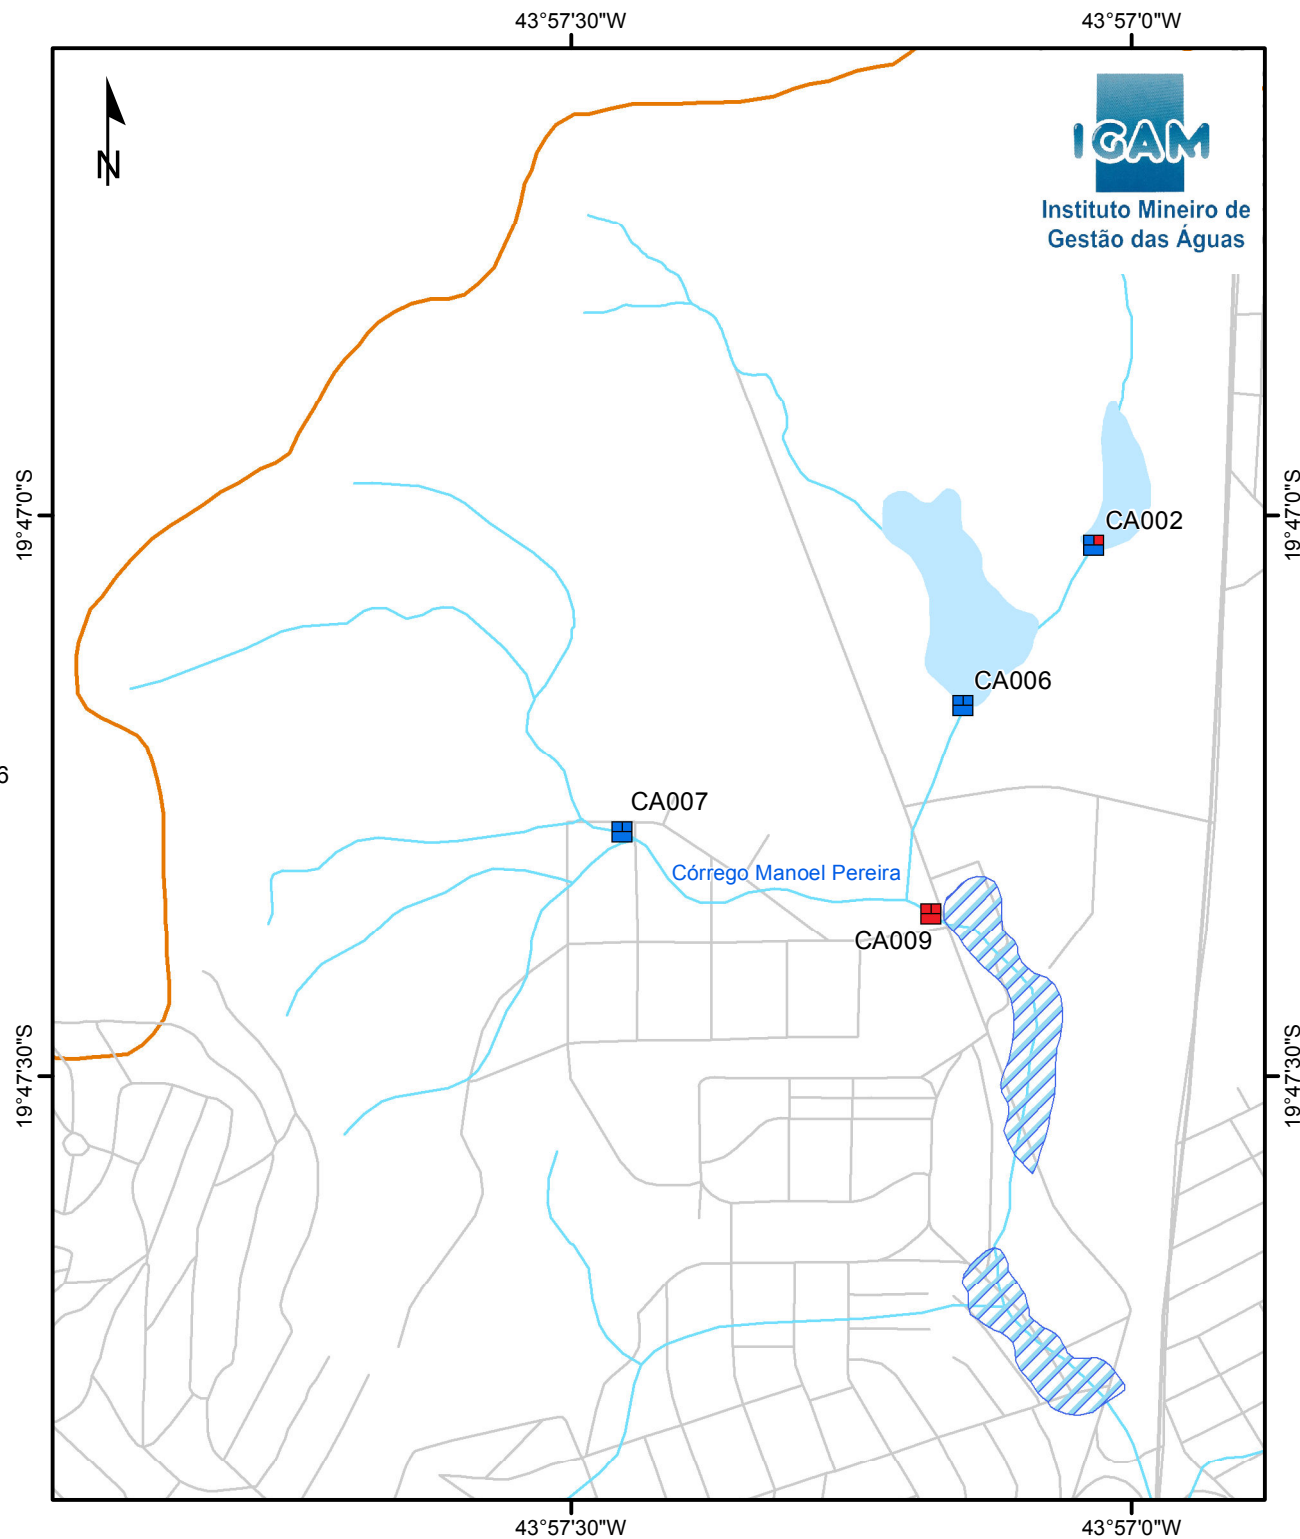 43°57'30"W
43°57'0"W
N
IGAM
Instituto Mineiro de
Gestão das Águas
19°47'0"S
19°47'0"S
CA002
CA006
6
CA007
Córrego Manoel Pereira
CA009
19°47'30"S
19°47'30"S
43°57'30"W
43°57'0"W